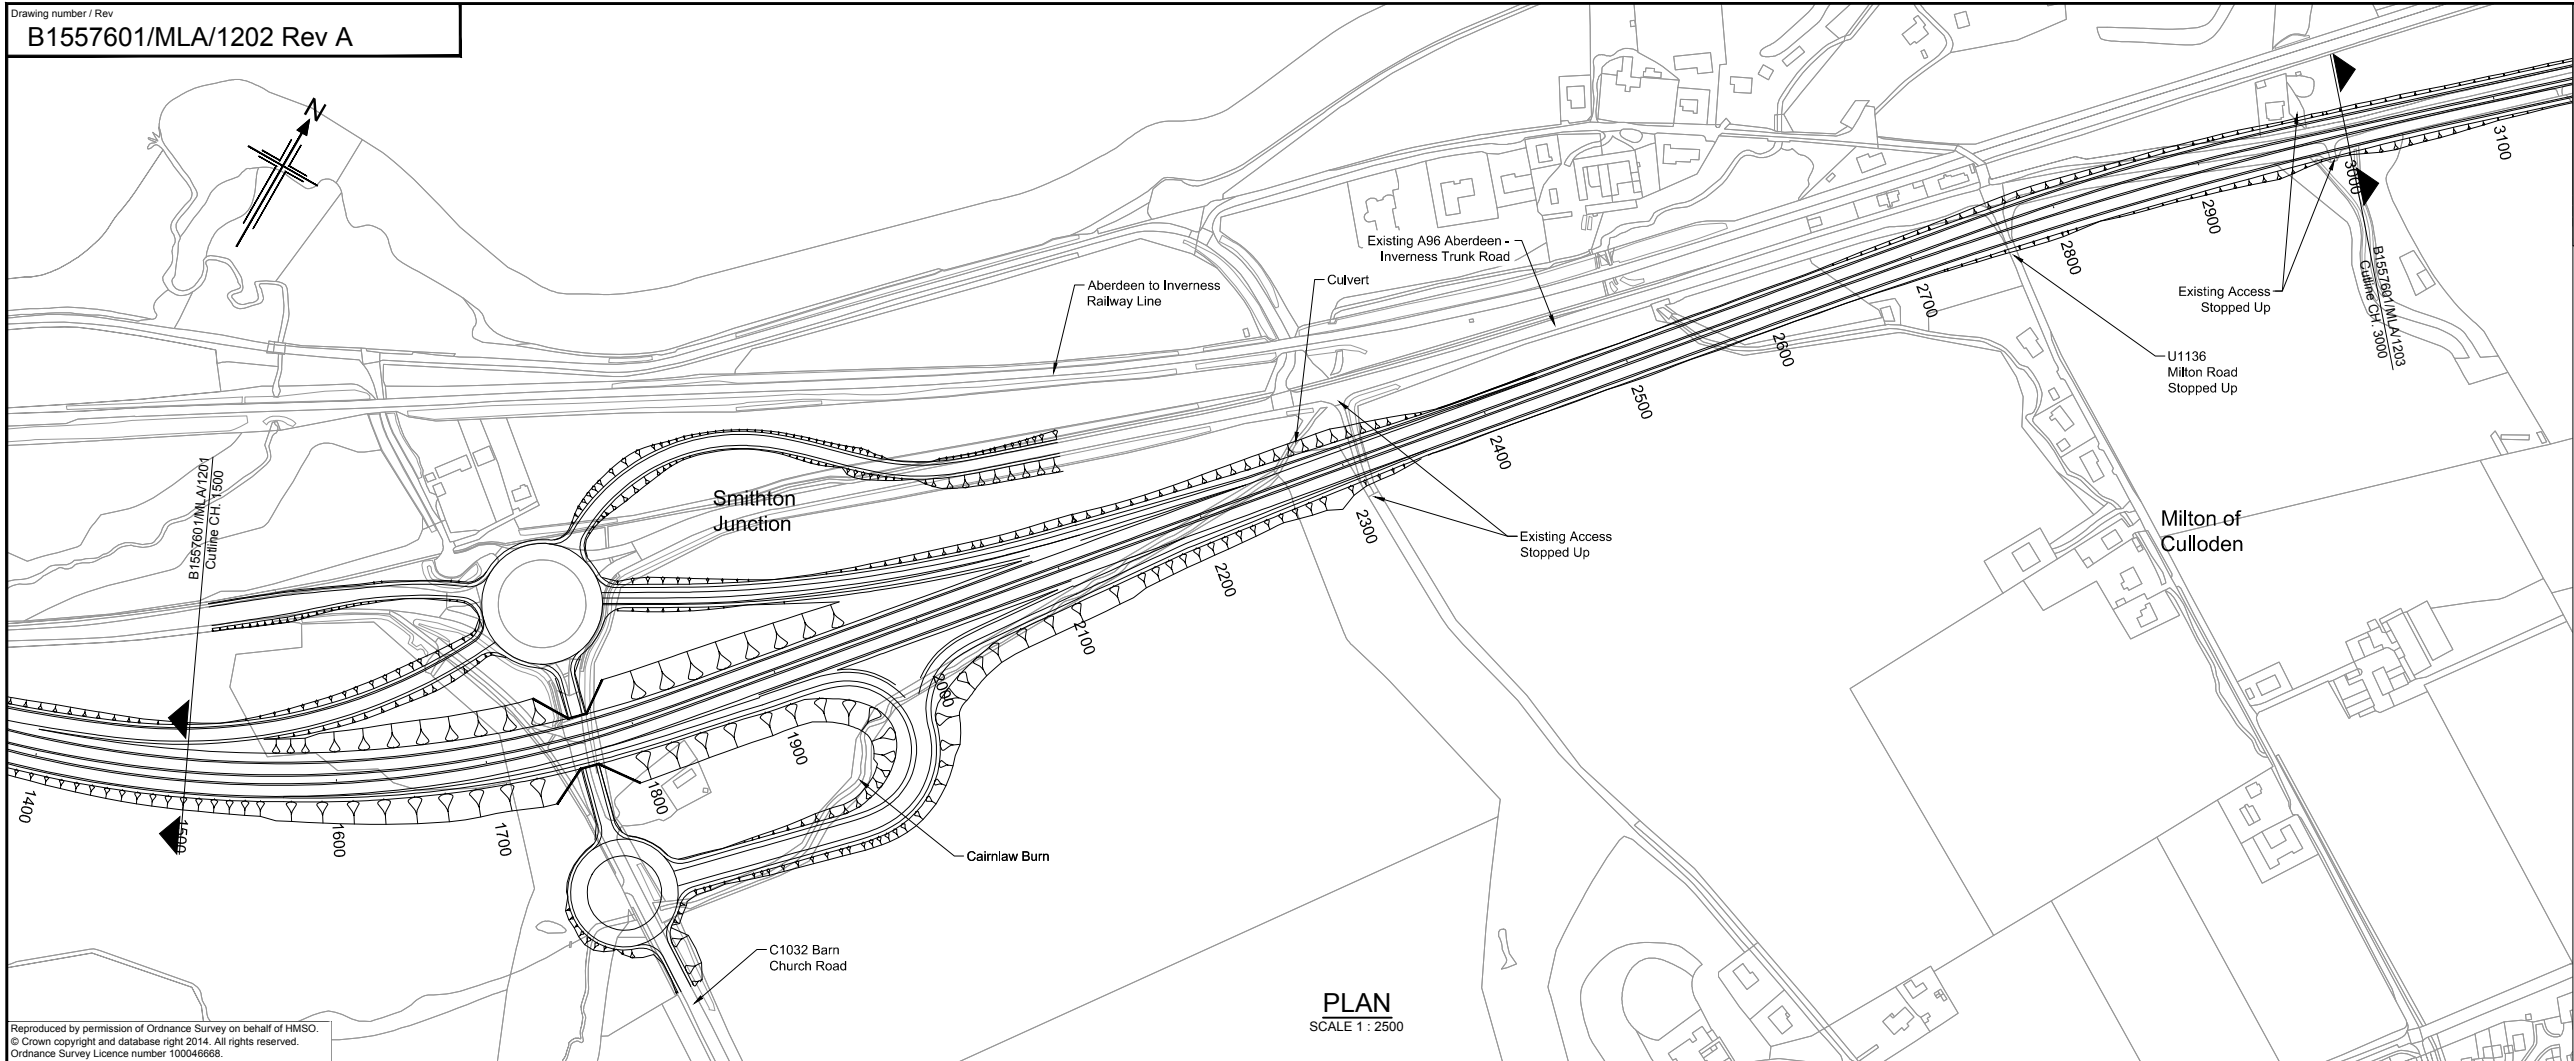 Drawing number / Rev
B1557601/MLA/1202 Rev A
N
Existing A96 Aberdeen -
Inverness Trunk Road
Culvert
Aberdeen to Inverness
Railway Line
Existing Access
Stopped Up
U1136
Milton Road
Stopped Up
B1557601/MLA/1203
Cutline CH. 3000
B1557601/MLA/1201
Cutline CH. 1500
Smithton
Junction
Existing Access
Stopped Up
Milton of
Culloden
1400
1500
1600
1700
1800
1900
2000
2100
2200
2300
2400
2500
2600
2700
2800
2900
3000
3100
Cairnlaw Burn
C1032 Barn
Church Road
PLAN
SCALE 1 : 2500
Reproduced by permission of Ordnance Survey on behalf of HMSO.
© Crown copyright and database right 2014. All rights reserved.
Ordnance Survey Licence number 100046668.